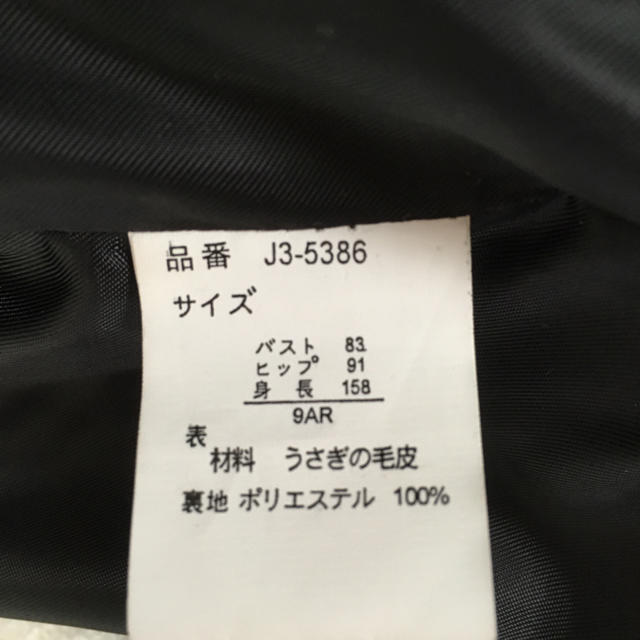 品番 J3-5386
サイズ
バスト 83
ヒップ 91
身長 158
9AR
表
材料 うさぎの毛皮
裏地 ポリエステル 100%